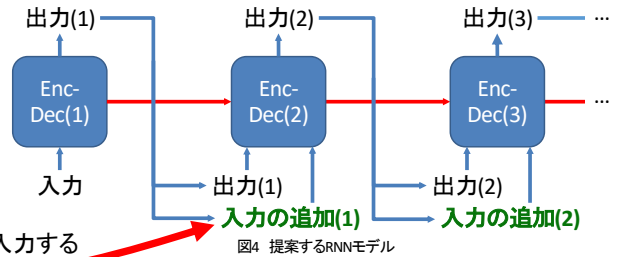 出力(1)
出力(2)
出力(3)
...
Enc-
Dec(1)
Enc-
Dec(2)
Enc-
Dec(3)
...
入力
出力(1)
出力(2)
入力の追加(1)
入力の追加(2)
入力する
図4 提案するRNNモデル